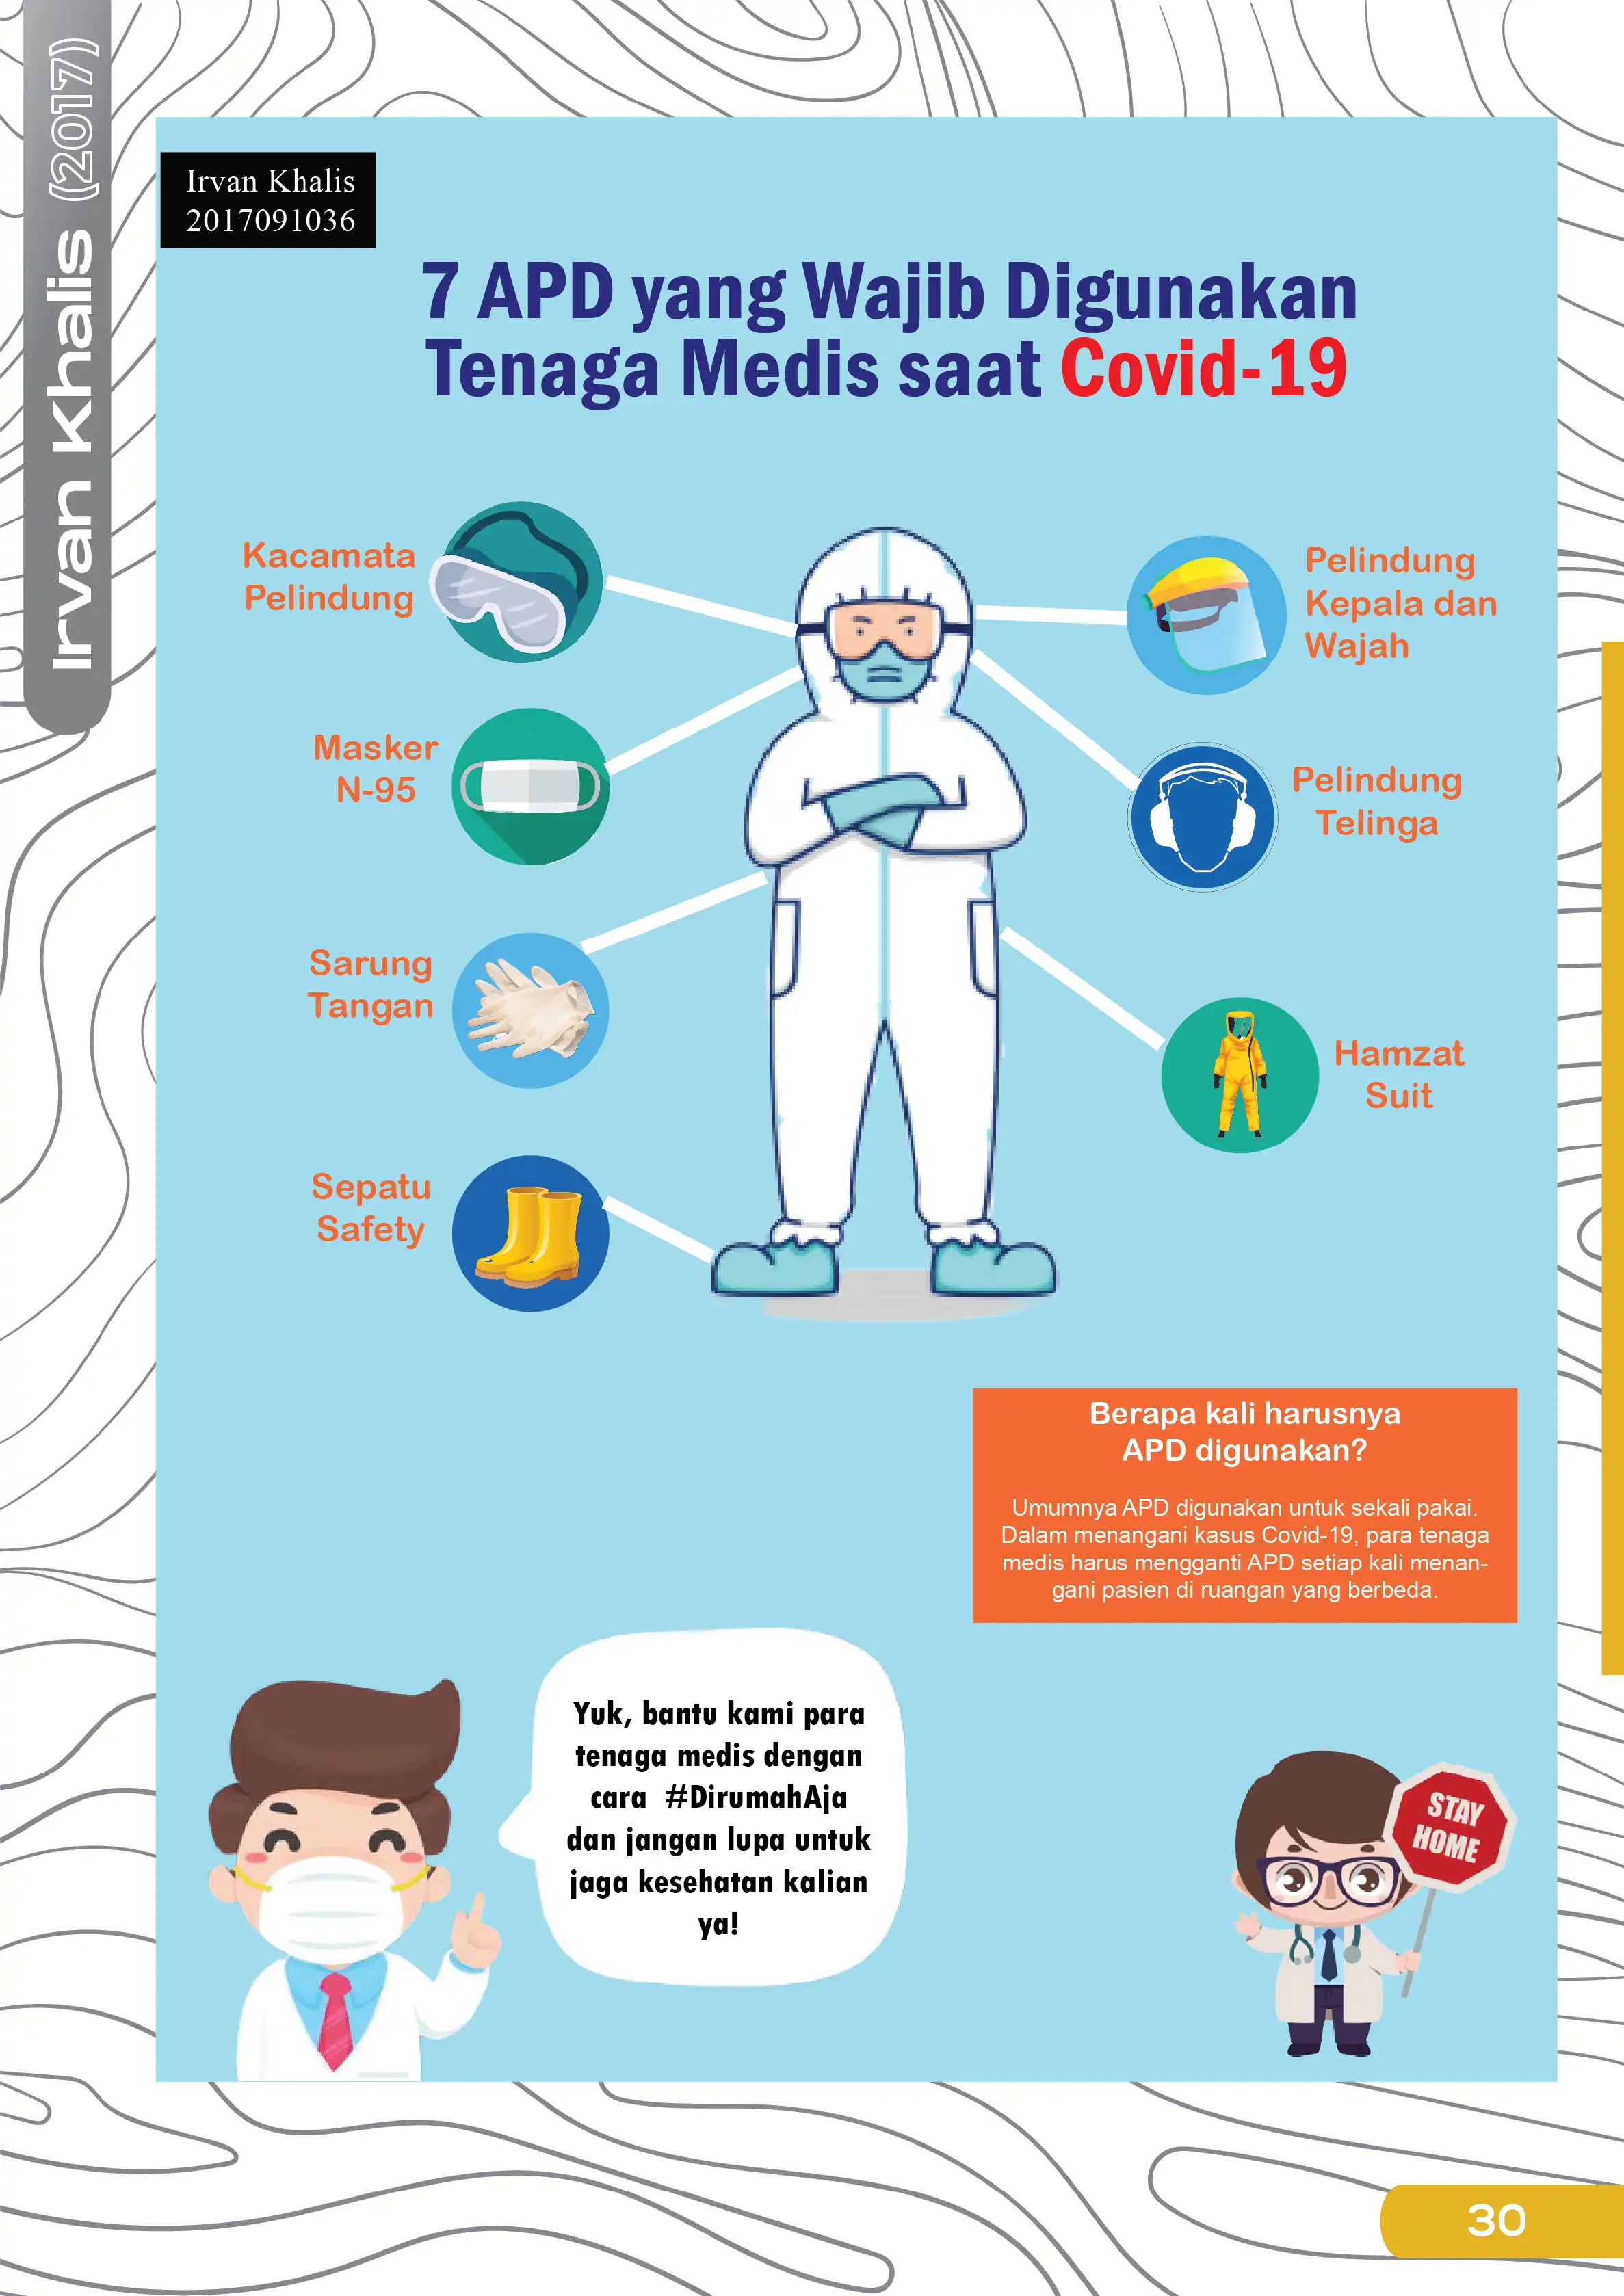 Irvan Khalis (2017)
Irvan Khalis
2017091036
7 APD yang Wajib Digunakan
Tenaga Medis saat Covid-19
Kacamata
Pelindung
Masker
N-95
Sarung
Tangan
Sepatu
Safety
Pelindung
Kepala dan
Wajah
Pelindung
Telinga
Hamzat
Suit
Berapa kali harusnya
APD digunakan?
Umumnya APD digunakan untuk sekali pakai.
Dalam menangani kasus Covid-19, para tenaga
medis harus mengganti APD setiap kali menan-
gani pasien di ruangan yang berbeda.
Yuk, bantu kami para
tenaga medis dengan
cara #DirumahAja
dan jangan lupa untuk
jaga kesehatan kalian
ya!
STAY
HOME
30